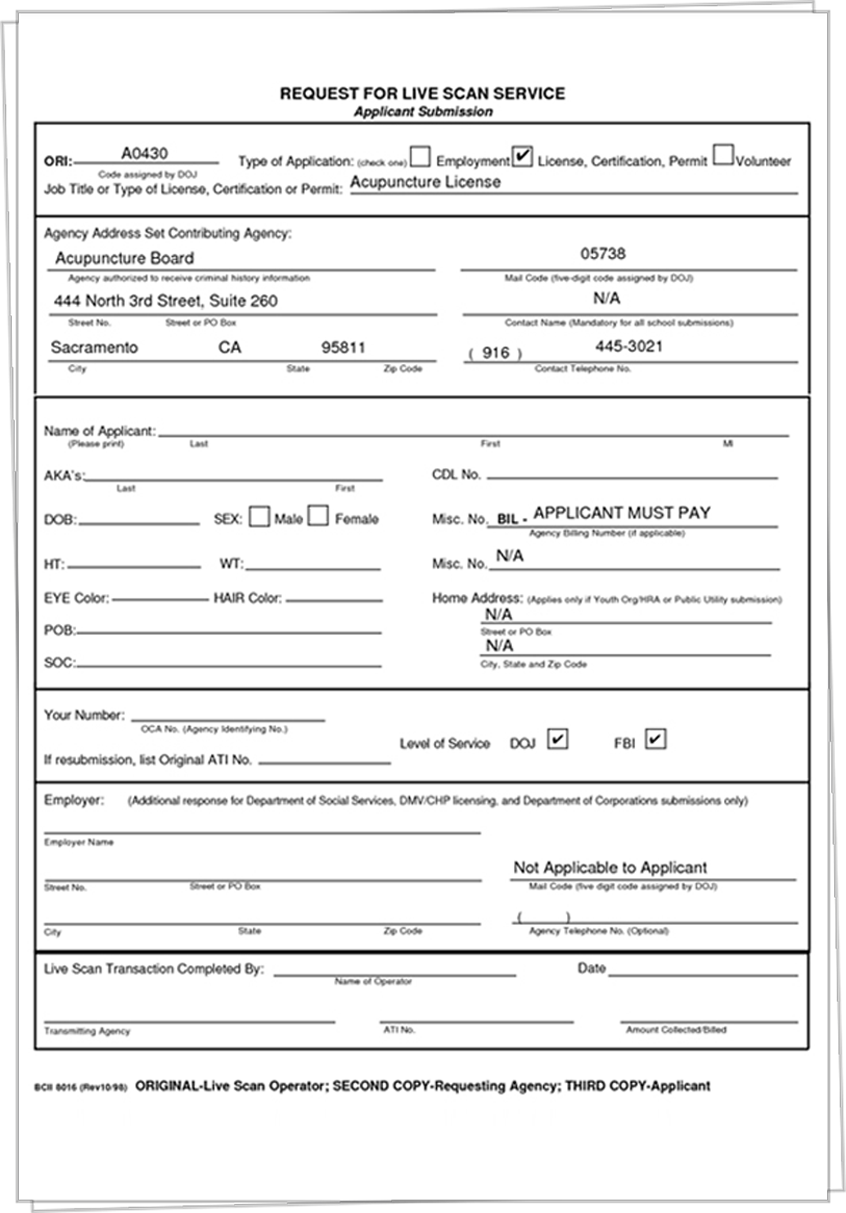 REQUEST FOR LIVE SCAN SERVICE
Applicant Submission
ORI: A0430 Type of Application: (check one) Employment ✔ License, Certification, Permit Volunteer
Code assigned by DOJ
Job Title or Type of License, Certification or Permit: Acupuncture License
Agency Address Set Contributing Agency:
Acupuncture Board 05738
Agency authorized to receive criminal history information Mail Code (five-digit code assigned by DOJ)
444 North 3rd Street, Suite 260 N/A
Street No. Street or PO Box Contact Name (Mandatory for all school submissions)
Sacramento CA 95811 ( 916 ) 445-3021
City State Zip Code Contact Telephone No.
Name of Applicant:
(Please print) Last First MI
AKA's: CDL No.
Last First
DOB: SEX: Male Female Misc. No. BIL - APPLICANT MUST PAY
Agency Billing Number (if applicable)
HT: WT: Misc. No. N/A
EYE Color: HAIR Color: Home Address: (Applies only if Youth Org/HRA or Public Utility submission)
N/A
POB: Street or PO Box
N/A
SOC: City, State and Zip Code
Your Number:
OCA No. (Agency Identifying No.)
Level of Service DOJ ✔ FBI ✔
If resubmission, list Original ATI No.
Employer: (Additional response for Department of Social Services, DMV/CHP licensing, and Department of Corporations submissions only)
Employer Name
Not Applicable to Applicant
Street No. Street or PO Box Mail Code (five digit code assigned by DOJ)
( )
City State Zip Code Agency Telephone No. (Optional)
Live Scan Transaction Completed By: Date
Name of Operator
Transmitting Agency ATI No. Amount Collected/Billed
BCII 8016 (Rev10/98) ORIGINAL-Live Scan Operator; SECOND COPY-Requesting Agency; THIRD COPY-Applicant